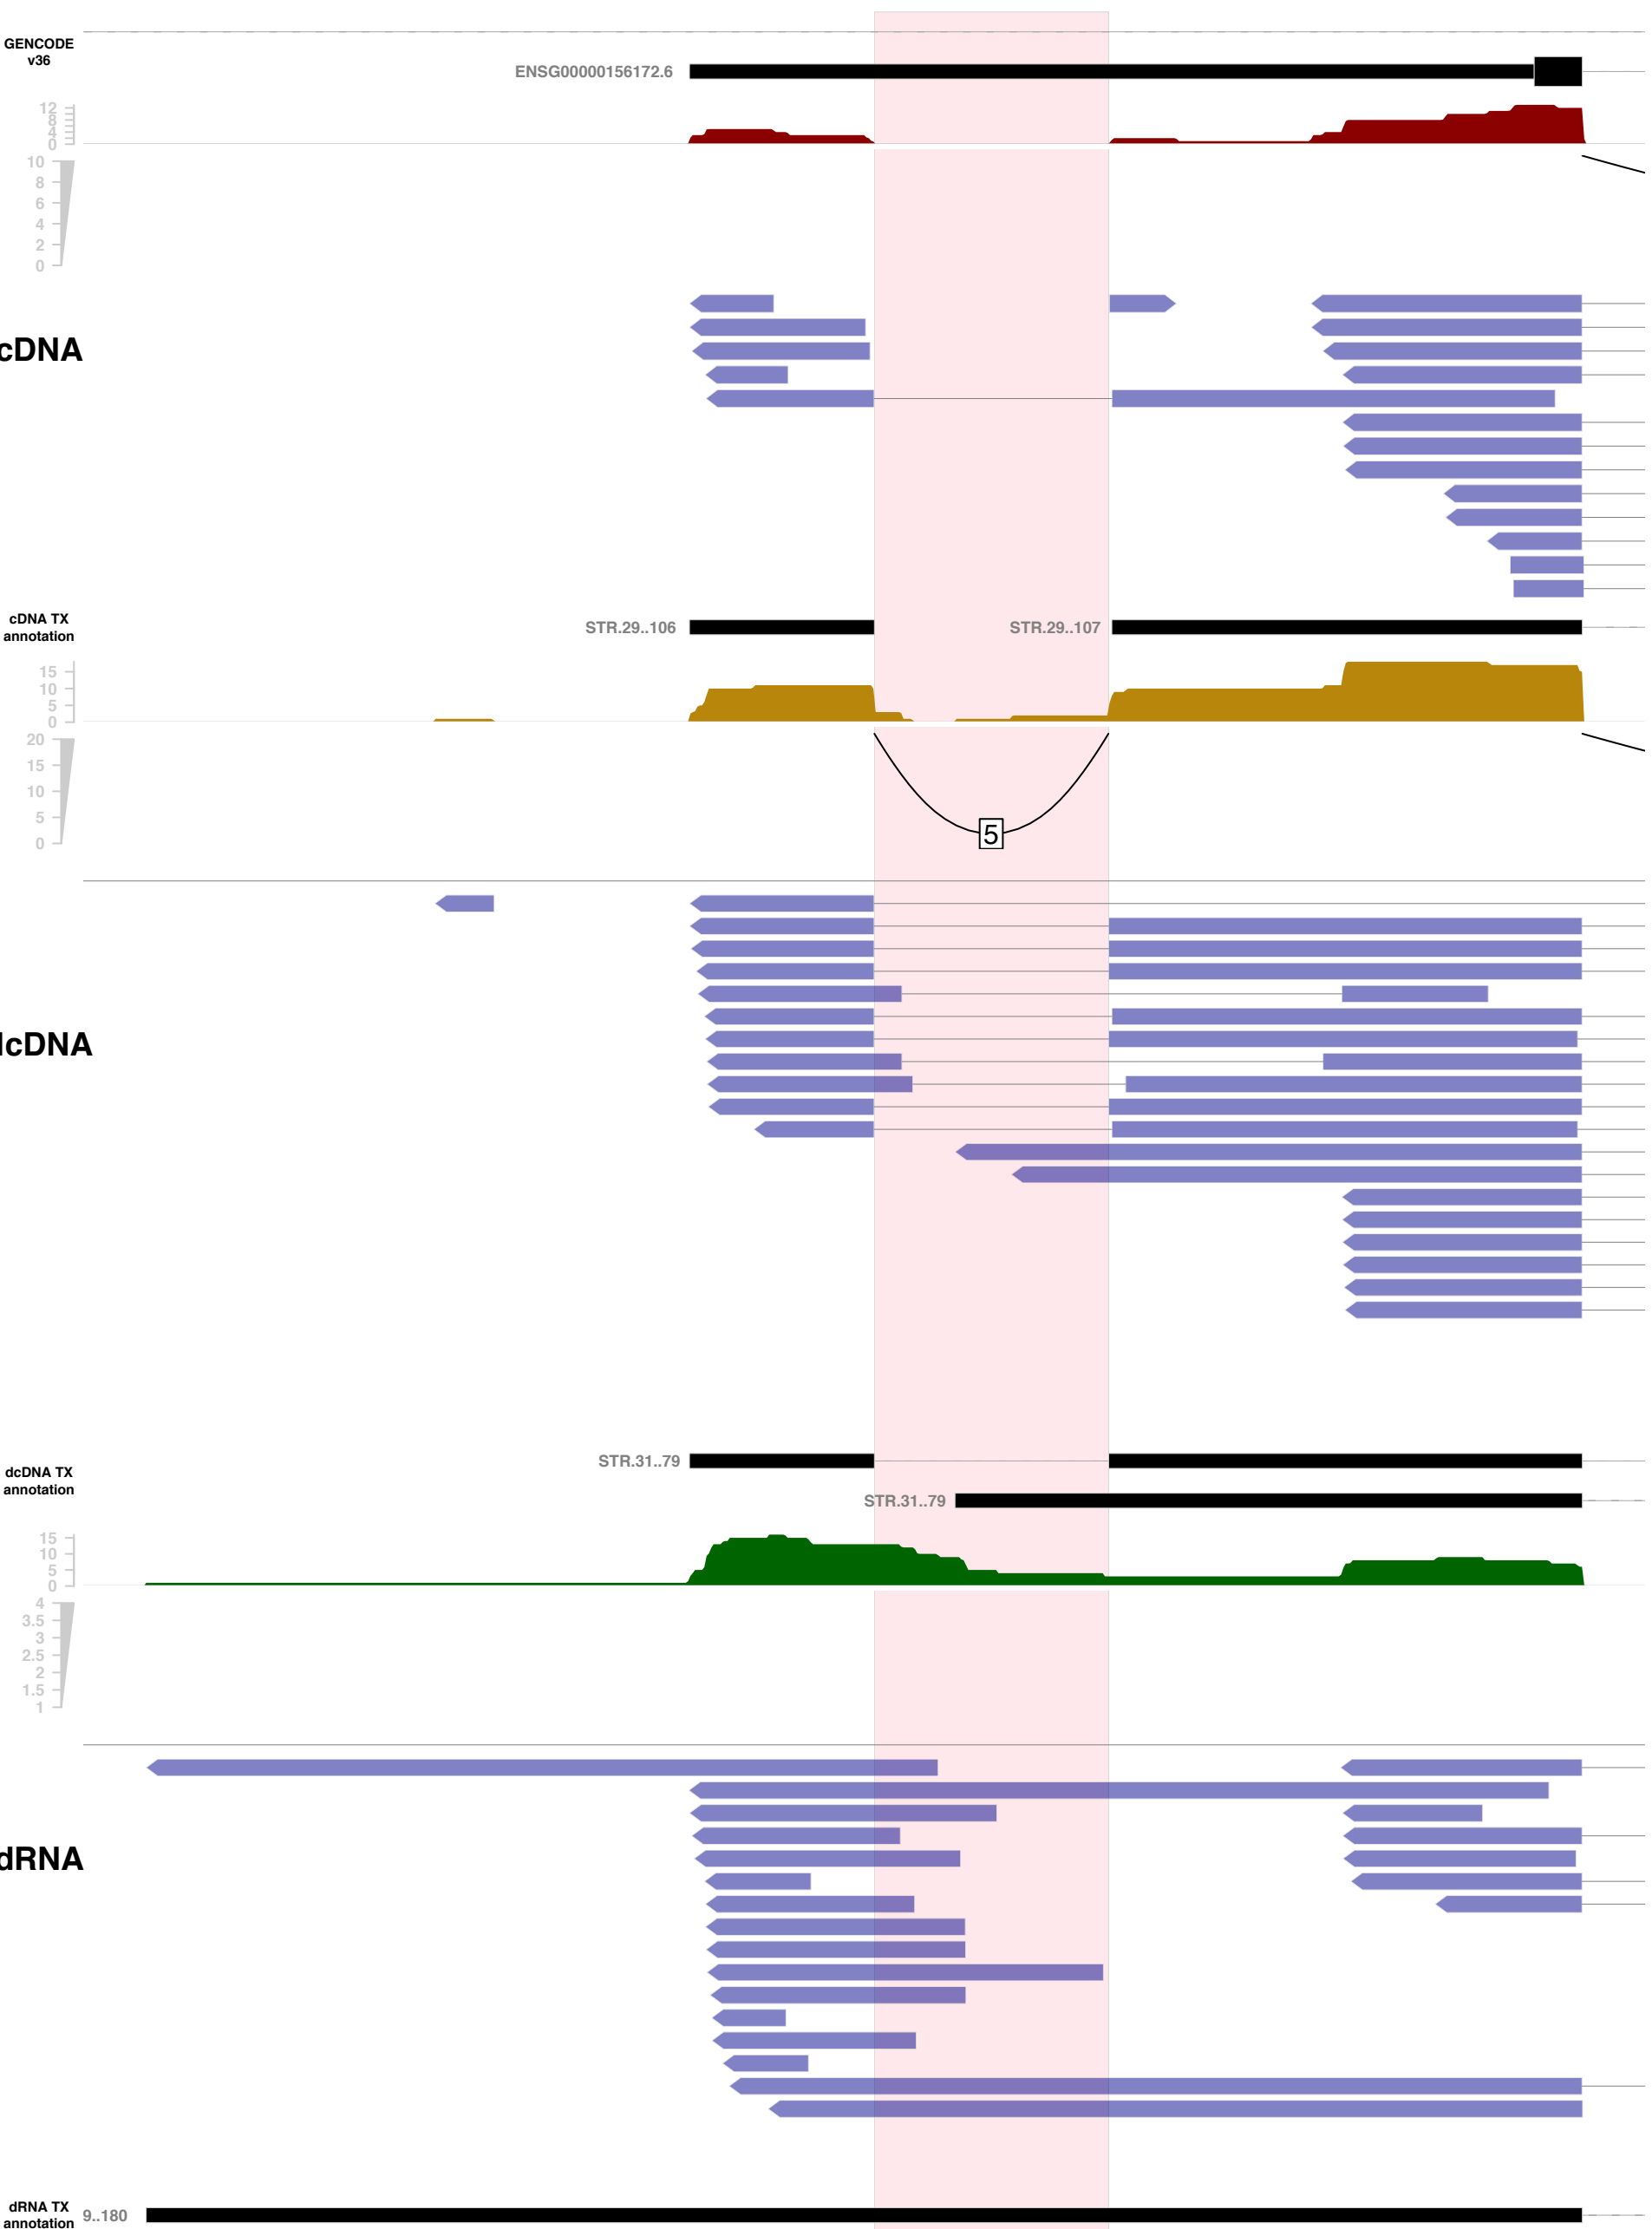 GENCODE
v36
ENSG00000156172.6
12
8
4
0
10
8
6
4
2
0
cDNA
cDNA TX
annotation
STR.29..106
STR.29..107
15
10
5
0
20
15
10
5
0
5
dcDNA TX
annotation
STR.31..79
STR.31..79
15
10
5
0
4
3.5
3
2.5
2
1.5
1
dRNA
dRNA TX
annotation
9..180